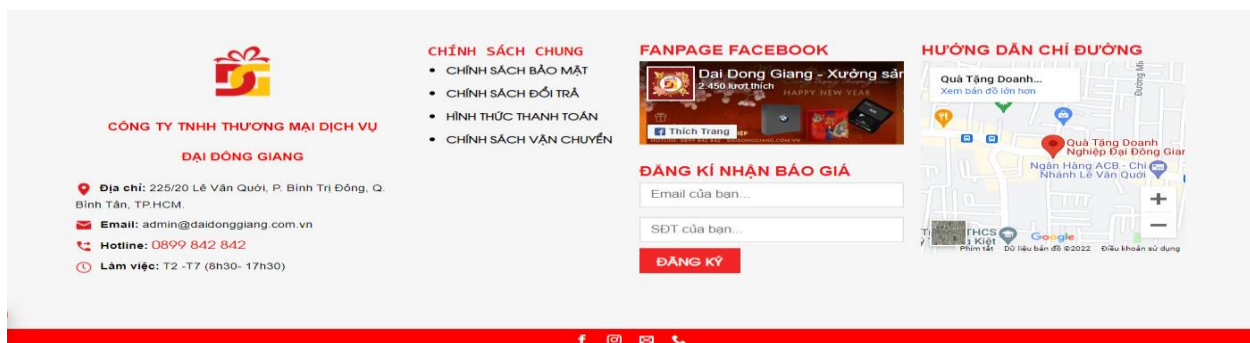 CÔNG TY TNHH THƯƠNG MẠI DỊCH VỤ
ĐẠI ĐÔNG GIANG
Địa chỉ: 225/20 Lê Văn Quới, P. Bình Trị Đông, Q.
Bình Tân, TP.HCM.
Email: admin@daidonggiang.com.vn
Hotline: 0899 842 842
Làm việc: T2 -T7 (8h30- 17h30)
CHÍNH SÁCH CHUNG
CHÍNH SÁCH BẢO MẬT
CHÍNH SÁCH ĐỔI TRẢ
HÌNH THỨC THANH TOÁN
CHÍNH SÁCH VẬN CHUYỂN
FANPAGE FACEBOOK
Dai Dong Giang - Xưởng sản
2.450 lượt thích
HAPPY NEW YEAR
Thích Trang
ĐĂNG KÍ NHẬN BÁO GIÁ
Email của bạn...
SĐT của bạn...
ĐĂNG KÝ
HƯỚNG DẪN CHỈ ĐƯỜNG
Quà Tặng Doanh...
Xem bản đồ lớn hơn
Đường
Quà Tặng Doanh
Nghiệp Đại Đông Giar
Ngân Hàng ACB - Chi
Nhánh Lê Văn Quới
THCS
Kiệt
Google
Phím tắt Dữ liệu bản đồ ©2022 Điều khoản sử dụng